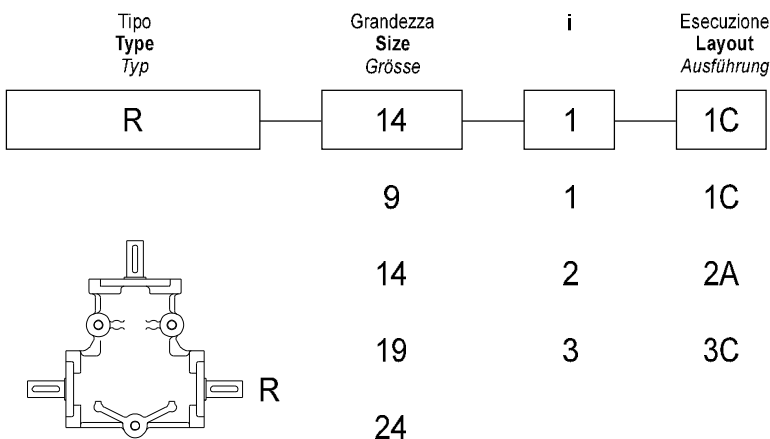 Tipo Grandezza i Esecuzione
Type Size Layout
Typ Grösse Ausführung
R 14 1 1C
9 1 1C
14 2 2A
19 3 3C
R
24